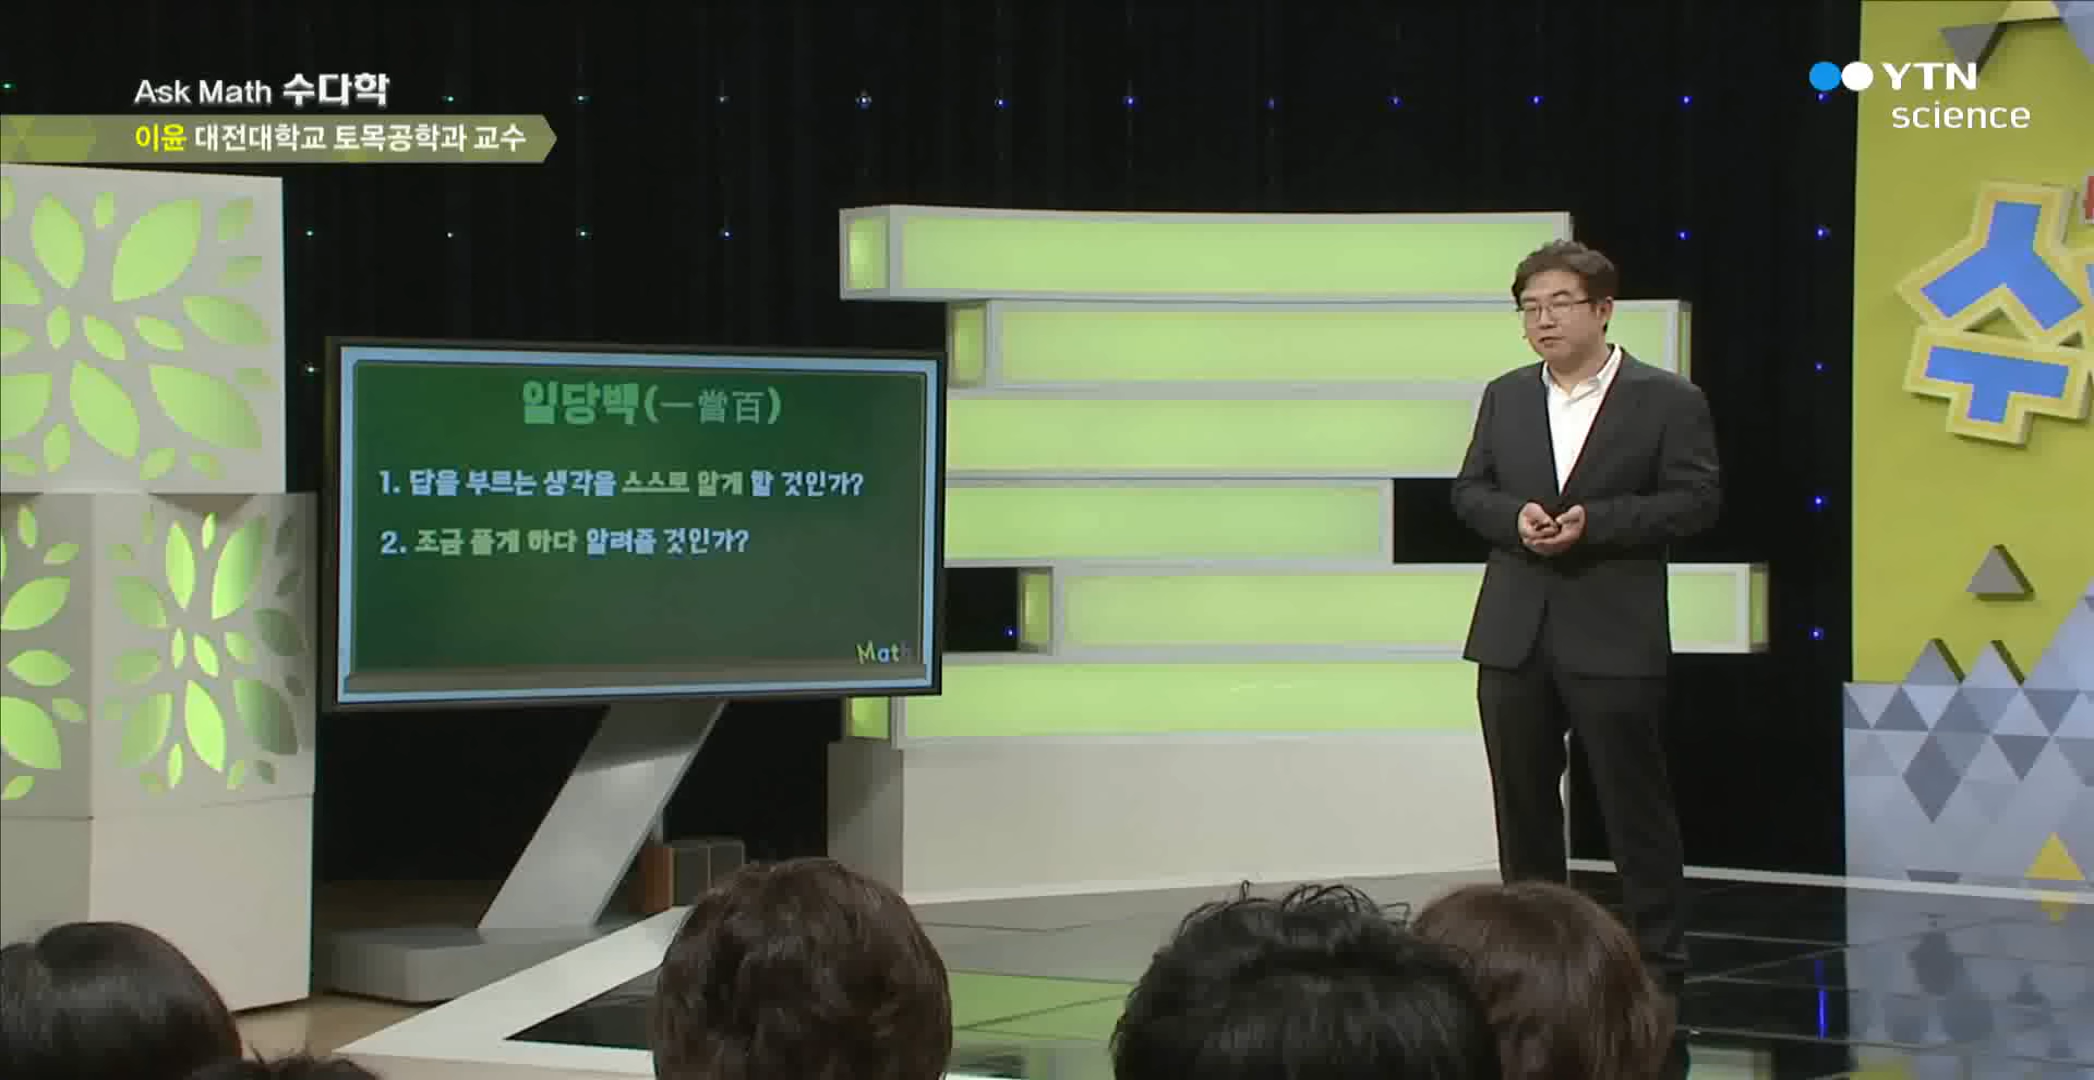 Ask Math 수다학
이윤 대전대학교 토목공학과 교수
YTN
science
일당백(一當百)
1. 답을 부르는 생각을 스스로 알게 할 것인가?
2. 조금 풀게 하다 알려줄 것인가?
Math
수